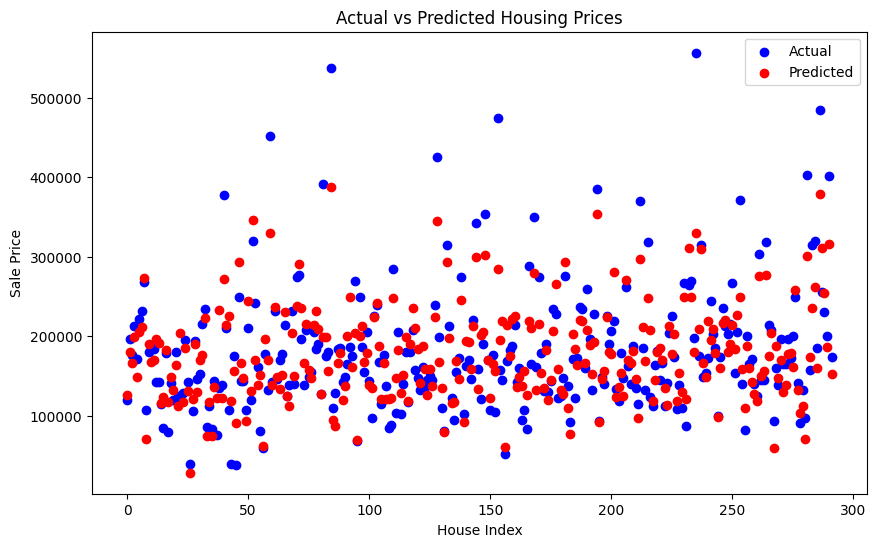 Actual vs Predicted Housing Prices
Actual
Predicted
Sale Price
500000
400000
300000
200000
100000
0
50
100
150
200
250
300
House Index